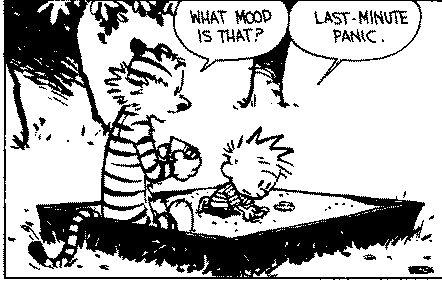 WHAT MOOD
IS THAT?
LAST-MINUTE
PANIC.